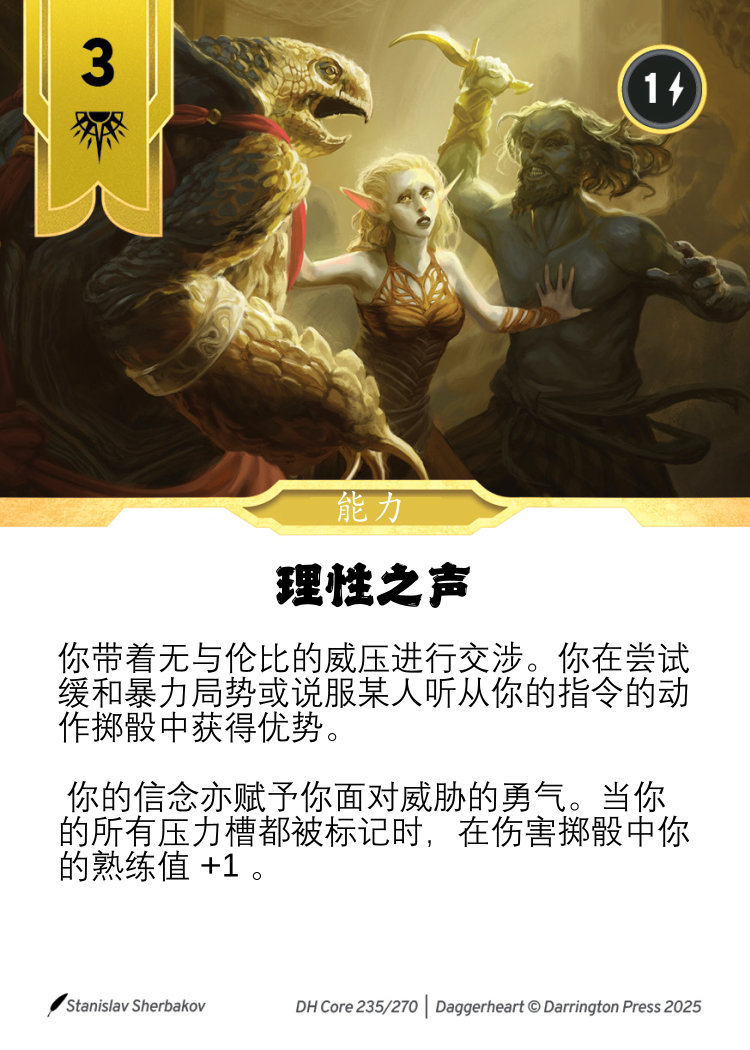 3
1
能力
理性之声
你带着无与伦比的威压进行交涉。你在尝试
缓和暴力局势或说服某人听从你的指令的动
作掷骰中获得优势。
你的信念亦赋予你面对威胁的勇气。当你
的所有压力槽都被标记时，在伤害掷骰中你
的熟练值 +1 。
Stanislav Sherbakov
DH Core 235/270 | Daggerheart © Darrington Press 2025